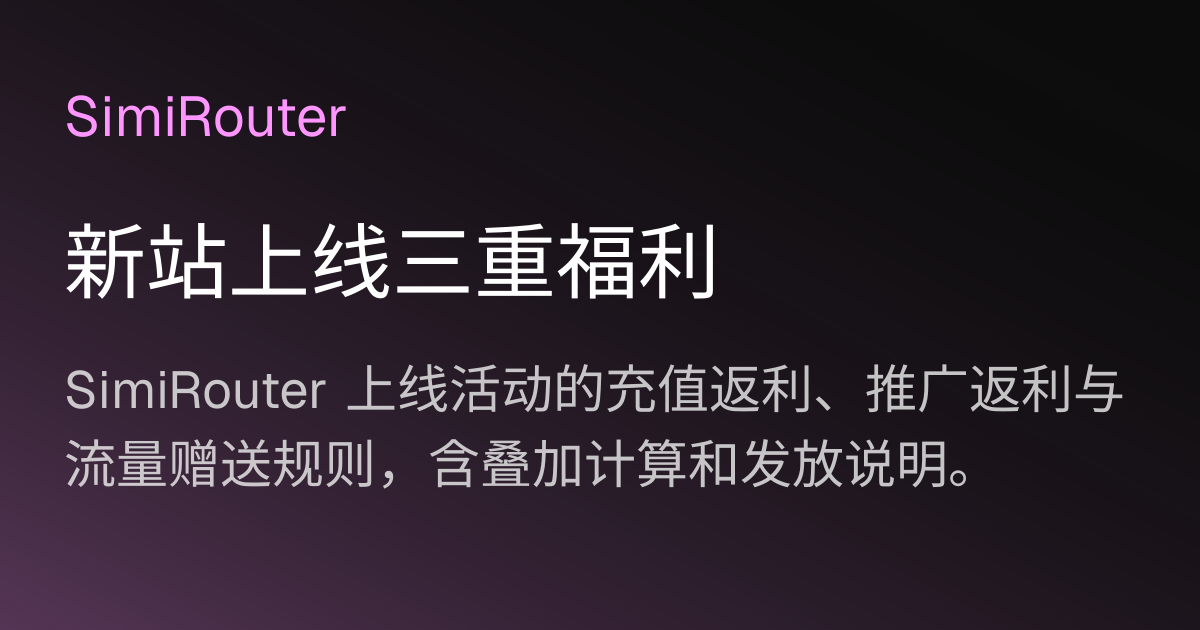 SimiRouter
新站上线三重福利
SimiRouter 上线活动的充值返利、推广返利与
流量赠送规则，含叠加计算和发放说明。